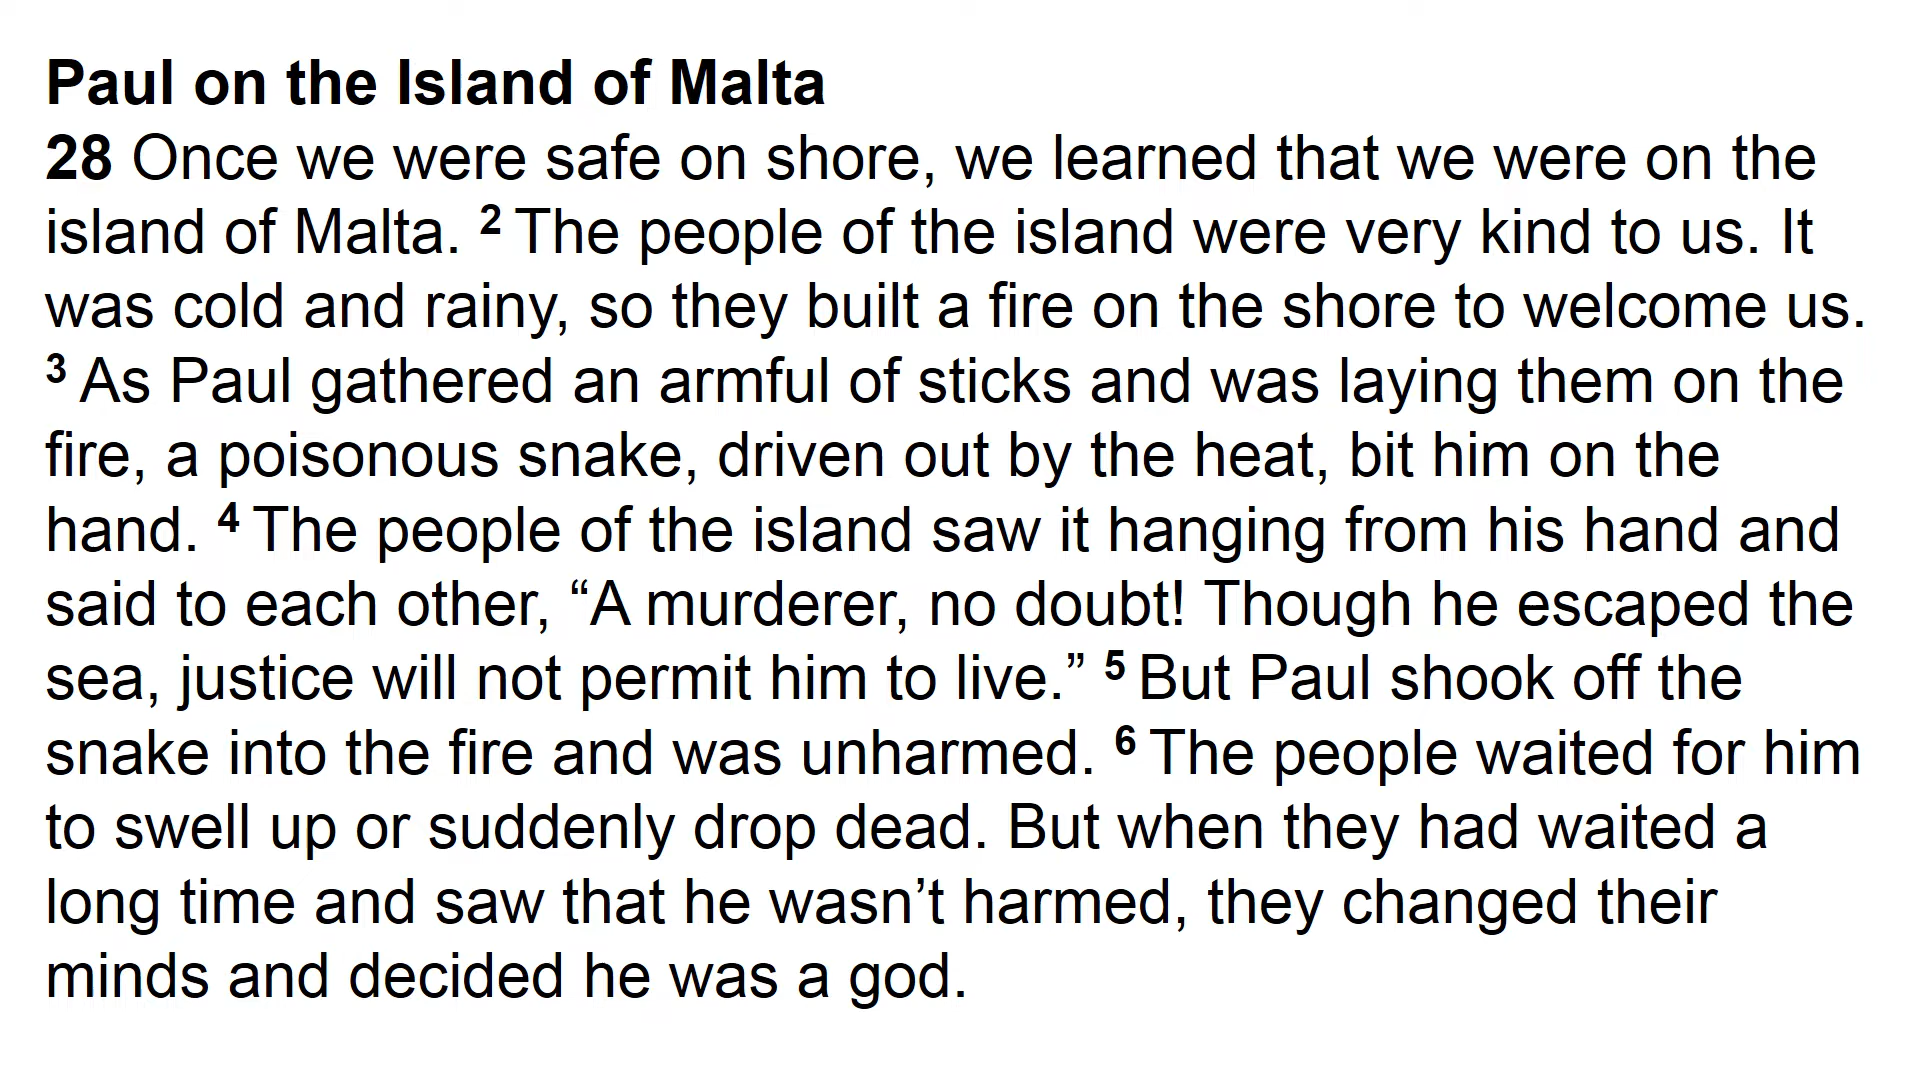 Paul on the Island of Malta
28 Once we were safe on shore, we learned that we were on the
island of Malta. 2 The people of the island were very kind to us. It
was cold and rainy, so they built a fire on the shore to welcome us.
3 As Paul gathered an armful of sticks and was laying them on the
fire, a poisonous snake, driven out by the heat, bit him on the
hand. 4 The people of the island saw it hanging from his hand and
said to each other, “A murderer, no doubt! Though he escaped the
sea, justice will not permit him to live.” 5 But Paul shook off the
snake into the fire and was unharmed. 6 The people waited for him
to swell up or suddenly drop dead. But when they had waited a
long time and saw that he wasn’t harmed, they changed their
minds and decided he was a god.